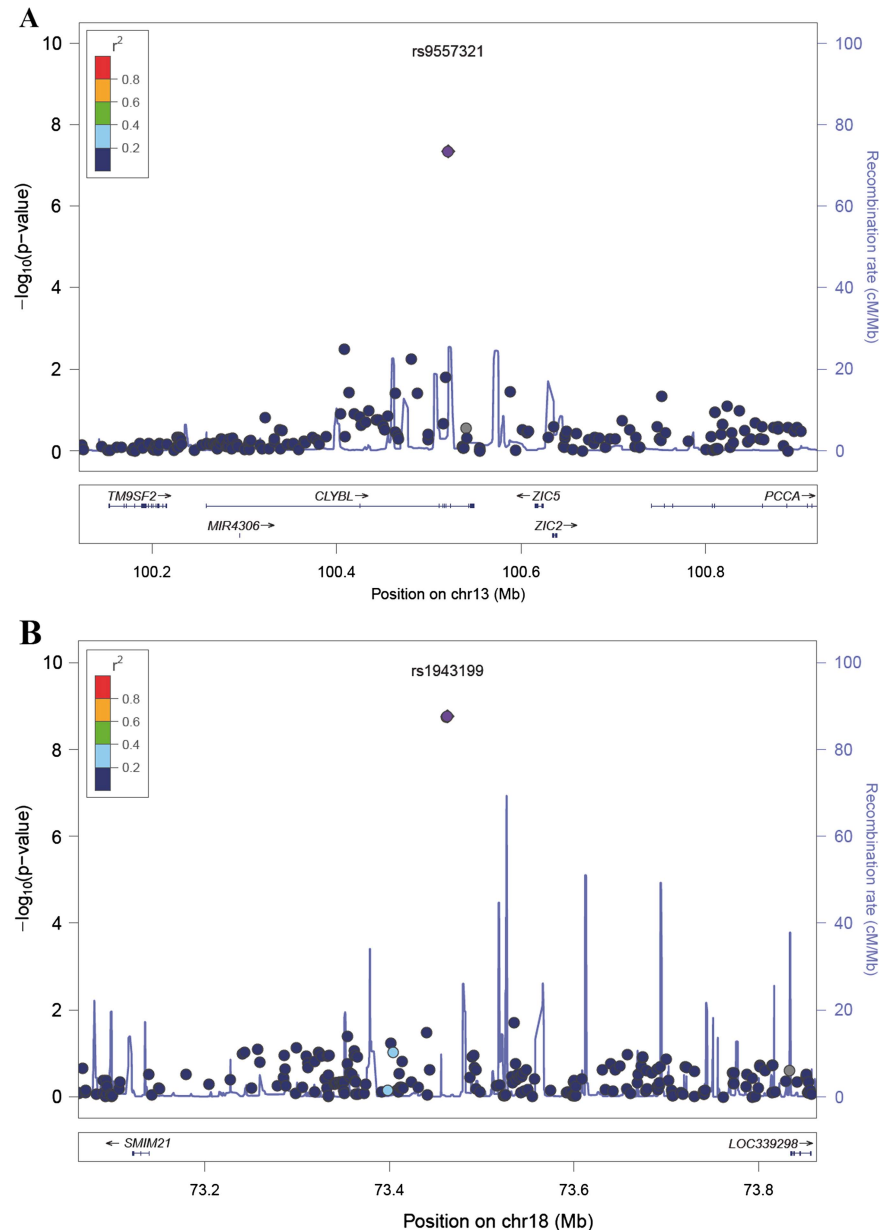 A
r2
0.8
0.6
0.4
0.2
rs9557321
10
8
6
4
2
0
−log10(p−value)
100
80
60
40
20
0
Recombination rate (cM/Mb)
TM9SF2→ CLYBL→ ←ZIC5 PCCA→
MIR4306→ ZIC2→
100.2 100.4 100.6 100.8
Position on chr13 (Mb)
B
r2
0.8
0.6
0.4
0.2
rs1943199
10
8
6
4
2
0
−log10(p−value)
100
80
60
40
20
0
Recombination rate (cM/Mb)
← SMIM21 LOC339298→
73.2 73.4 73.6 73.8
Position on chr18 (Mb)